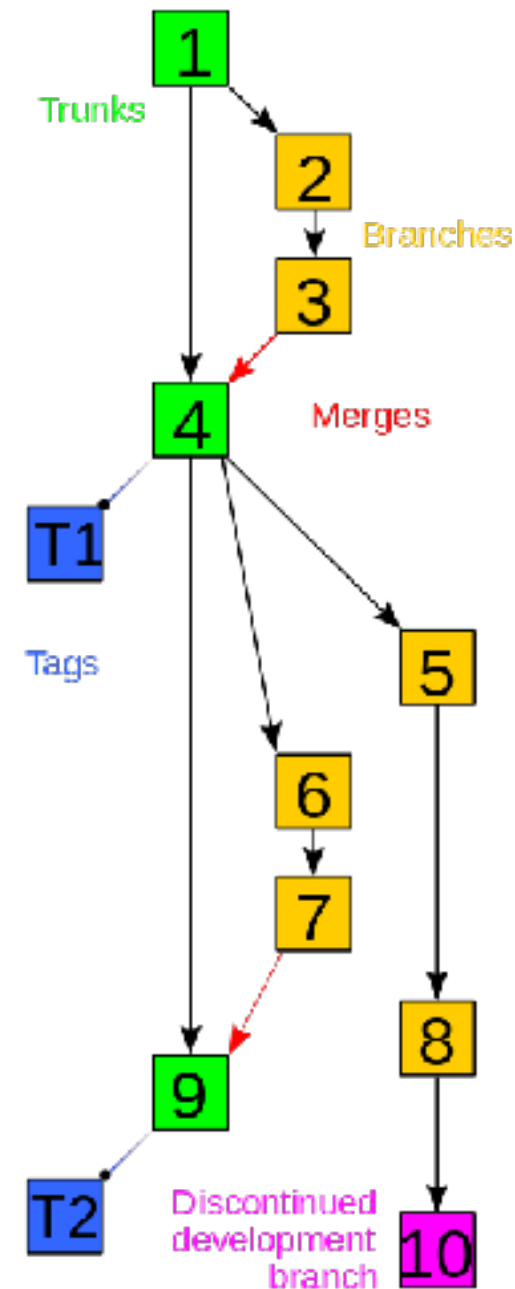 1
Trunks
2
Branches
3
4
Merges
T1
Tags
5
6
7
8
9
T2
Discontinued
development
branch
10